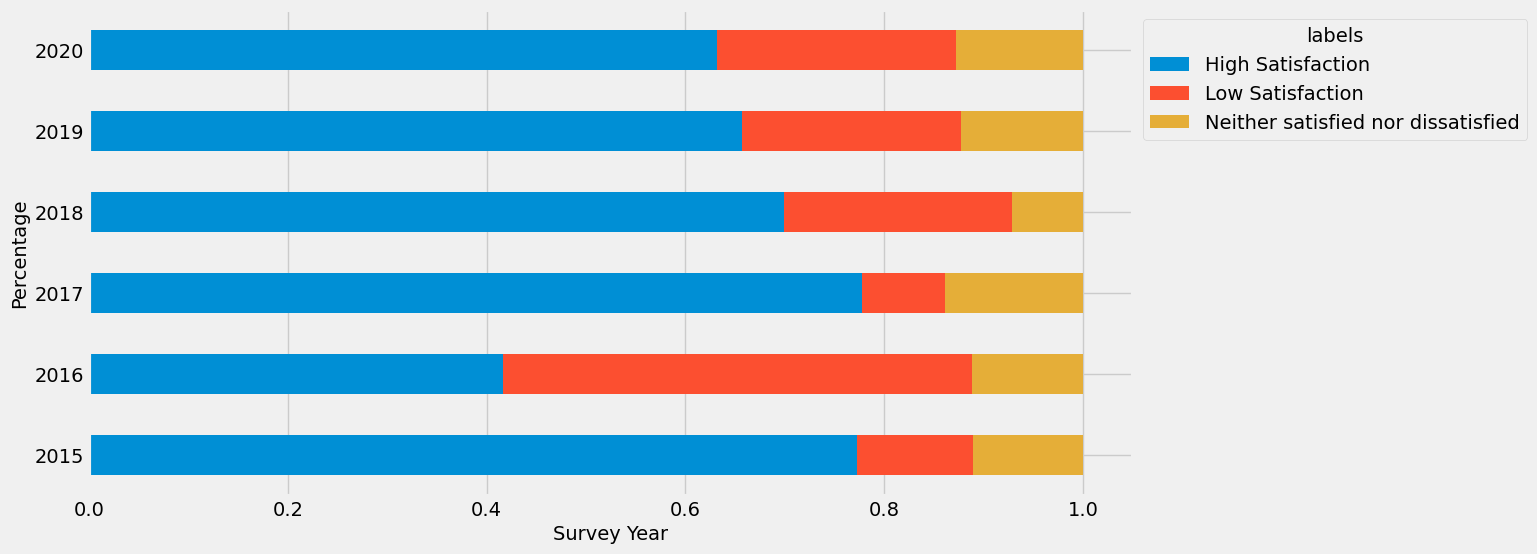 2020
2019
2018
2017
2016
2015
Percentage
0.0 0.2 0.4 0.6 0.8 1.0
Survey Year
labels
High Satisfaction
Low Satisfaction
Neither satisfied nor dissatisfied